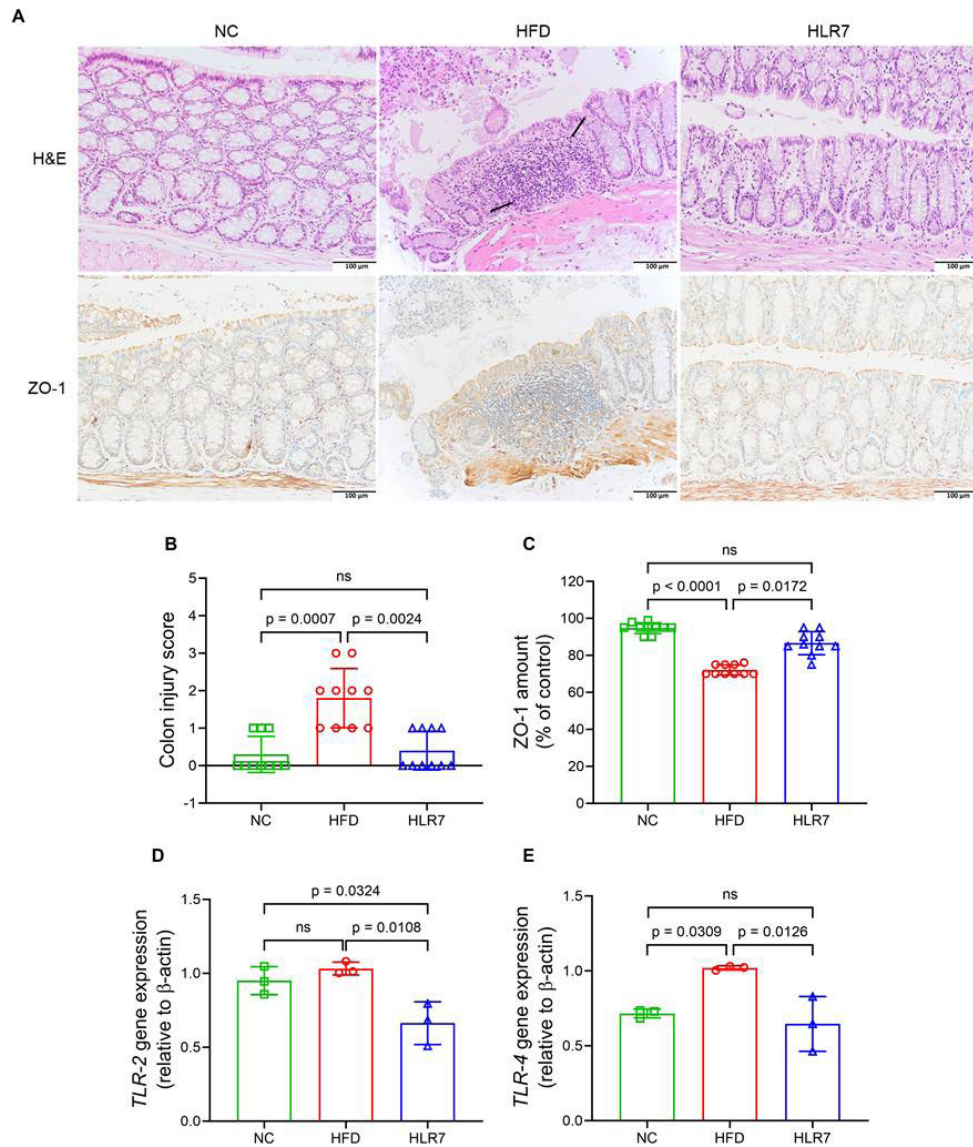 A
NC HFD HLR7
H&E
100 µm 100 µm 100 µm
ZO-1
100 µm 100 µm 100 µm
B
Colon injury score
5
4
3
2
1
0
-1
ns
p = 0.0007 p = 0.0024
NC HFD HLR7
C
ZO-1 amount
(% of control)
120
100
80
60
40
20
0
ns
p < 0.0001 p = 0.0172
NC HFD HLR7
D
TLR-2 gene expression
(relative to β-actin)
1.5
1.0
0.5
0.0
p = 0.0324
ns p = 0.0108
NC HFD HLR7
E
TLR-4 gene expression
(relative to β-actin)
1.5
1.0
0.5
0.0
ns
p = 0.0309 p = 0.0126
NC HFD HLR7